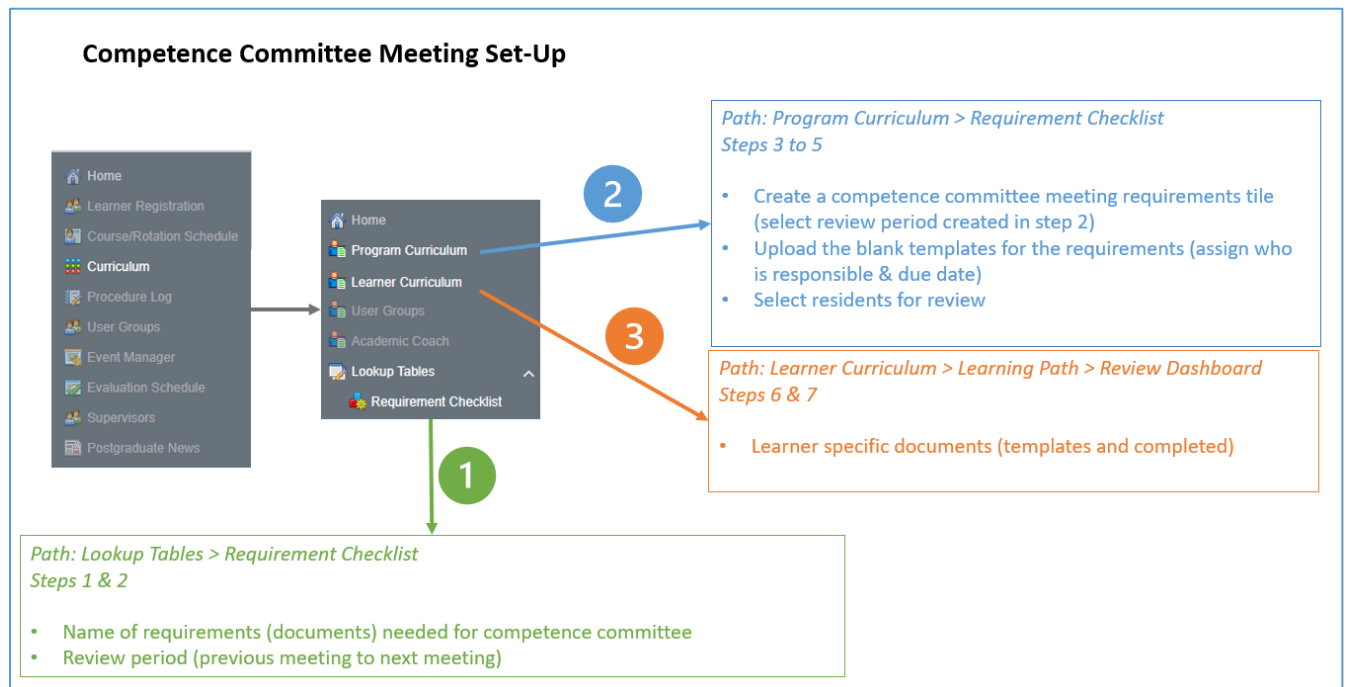 Competence Committee Meeting Set-Up
Home
Learner Registration
Course/Rotation Schedule
Curriculum
Procedure Log
User Groups
Event Manager
Evaluation Schedule
Supervisors
Postgraduate News
Home
Program Curriculum
Learner Curriculum
User Groups
Academic Coach
Lookup Tables
Requirement Checklist
2
Path: Program Curriculum > Requirement Checklist
Steps 3 to 5
• Create a competence committee meeting requirements tile
(select review period created in step 2)
• Upload the blank templates for the requirements (assign who
is responsible & due date)
• Select residents for review
3
Path: Learner Curriculum > Learning Path > Review Dashboard
Steps 6 & 7
• Learner specific documents (templates and completed)
1
Path: Lookup Tables > Requirement Checklist
Steps 1 & 2
• Name of requirements (documents) needed for competence committee
• Review period (previous meeting to next meeting)